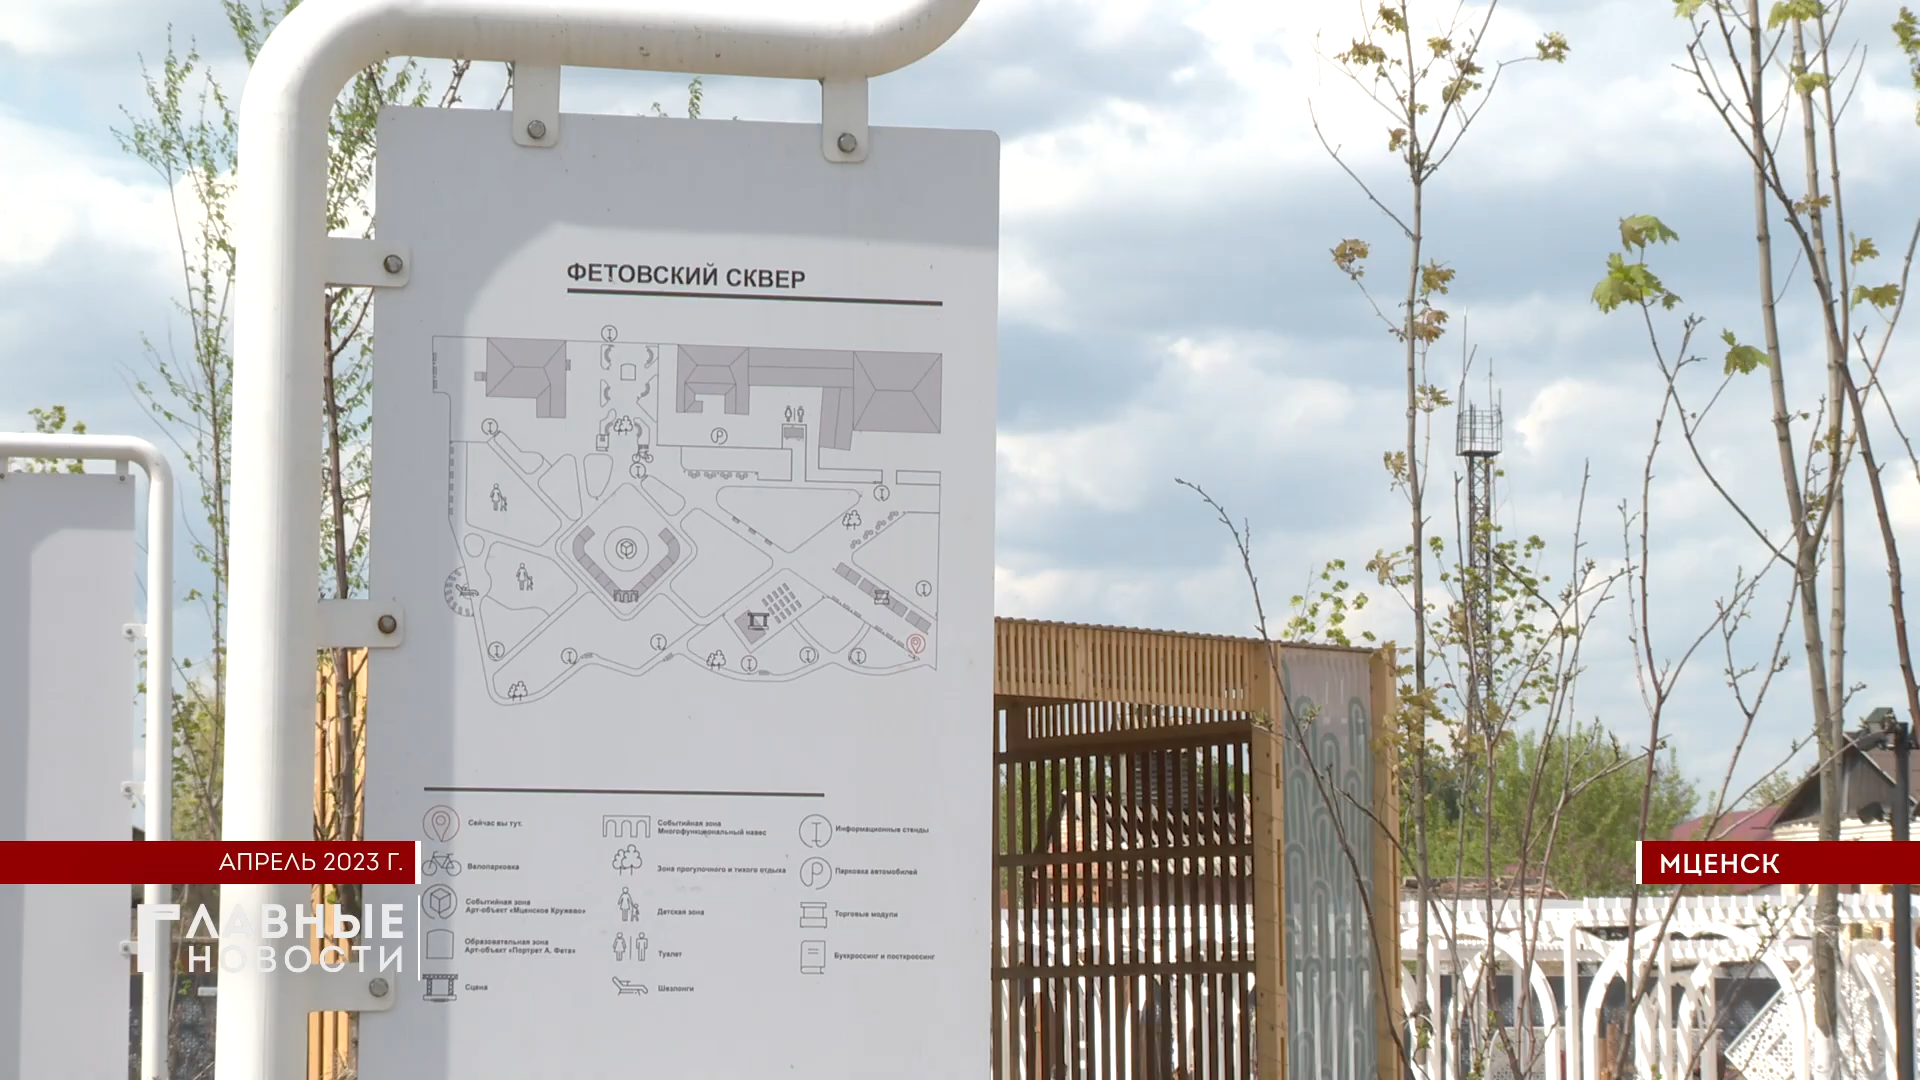 ФЕТОВСКИЙ СКВЕР
Сейчас вы тут.
Велопарковка
Событийная зона
Арт-объект «Мценское Кружево»
Образовательная зона
Арт-объект «Портрет А. Фета»
Сцена
Событийная зона
Многофункциональный навес
Зона прогулочного и тихого отдыха
Детская зона
Туалет
Шезлонги
Информационные стенды
Парковка автомобилей
Торговые модули
Буккроссинг и посткроссинг
АПРЕЛЬ 2023 Г.
ГЛАВНЫЕ
НОВОСТИ
МЦЕНСК